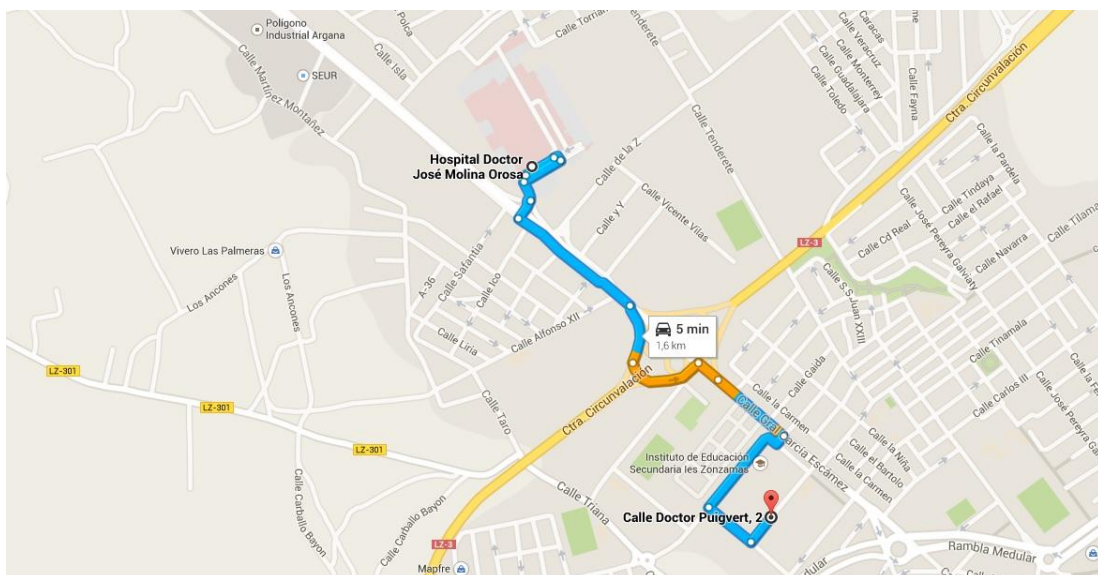 Polígono
Industrial Argana
SEUR
Calle Martínez Montañez
Calle Isla
Polca
Calle Torrian
Tenderete
Calle Tenderete
Caracas
Calle Veracruz
Calle Monterrey
Calle Guadalajara
Calle Toledo
Calle Fayna
Ctra. Circunvalación
Hospital Doctor
José Molina Orosa
Calle de la Z
Calle y Y
Calle Vicente Vilas
Calle la Pardela
Calle Tindaya
Calle el Rafael
Calle José Pereyra Galviaty
Calle Cd Real
Calle Navarra
Calle Tilama
LZ-3
Vivero Las Palmeras
Los Ancones
Los Ancones
A-36
Calle Safantia
Calle Ico
Calle Alfonso XII
Calle Liria
Calle S.S. Juan XXIII
5 min
1,6 km
LZ-301
LZ-301
LZ-301
Calle Taro
Ctra. Circunvalación
Calle Gaida
Calle la Carmen
Calle Gral
García Escámez
Calle Tinamala
Calle Carlos III
Calle José Pereyra Ga
Calle la Niña
Calle el Bartolo
Calle la Carmen
Instituto de Educación
Secundaria Ies Zonzamas
Calle Doctor Puigvert, 2
Calle Triana
Calle Carballo Bayon
Calle Carballo Bayon
LZ-3
Mapfre
Rambla Medular